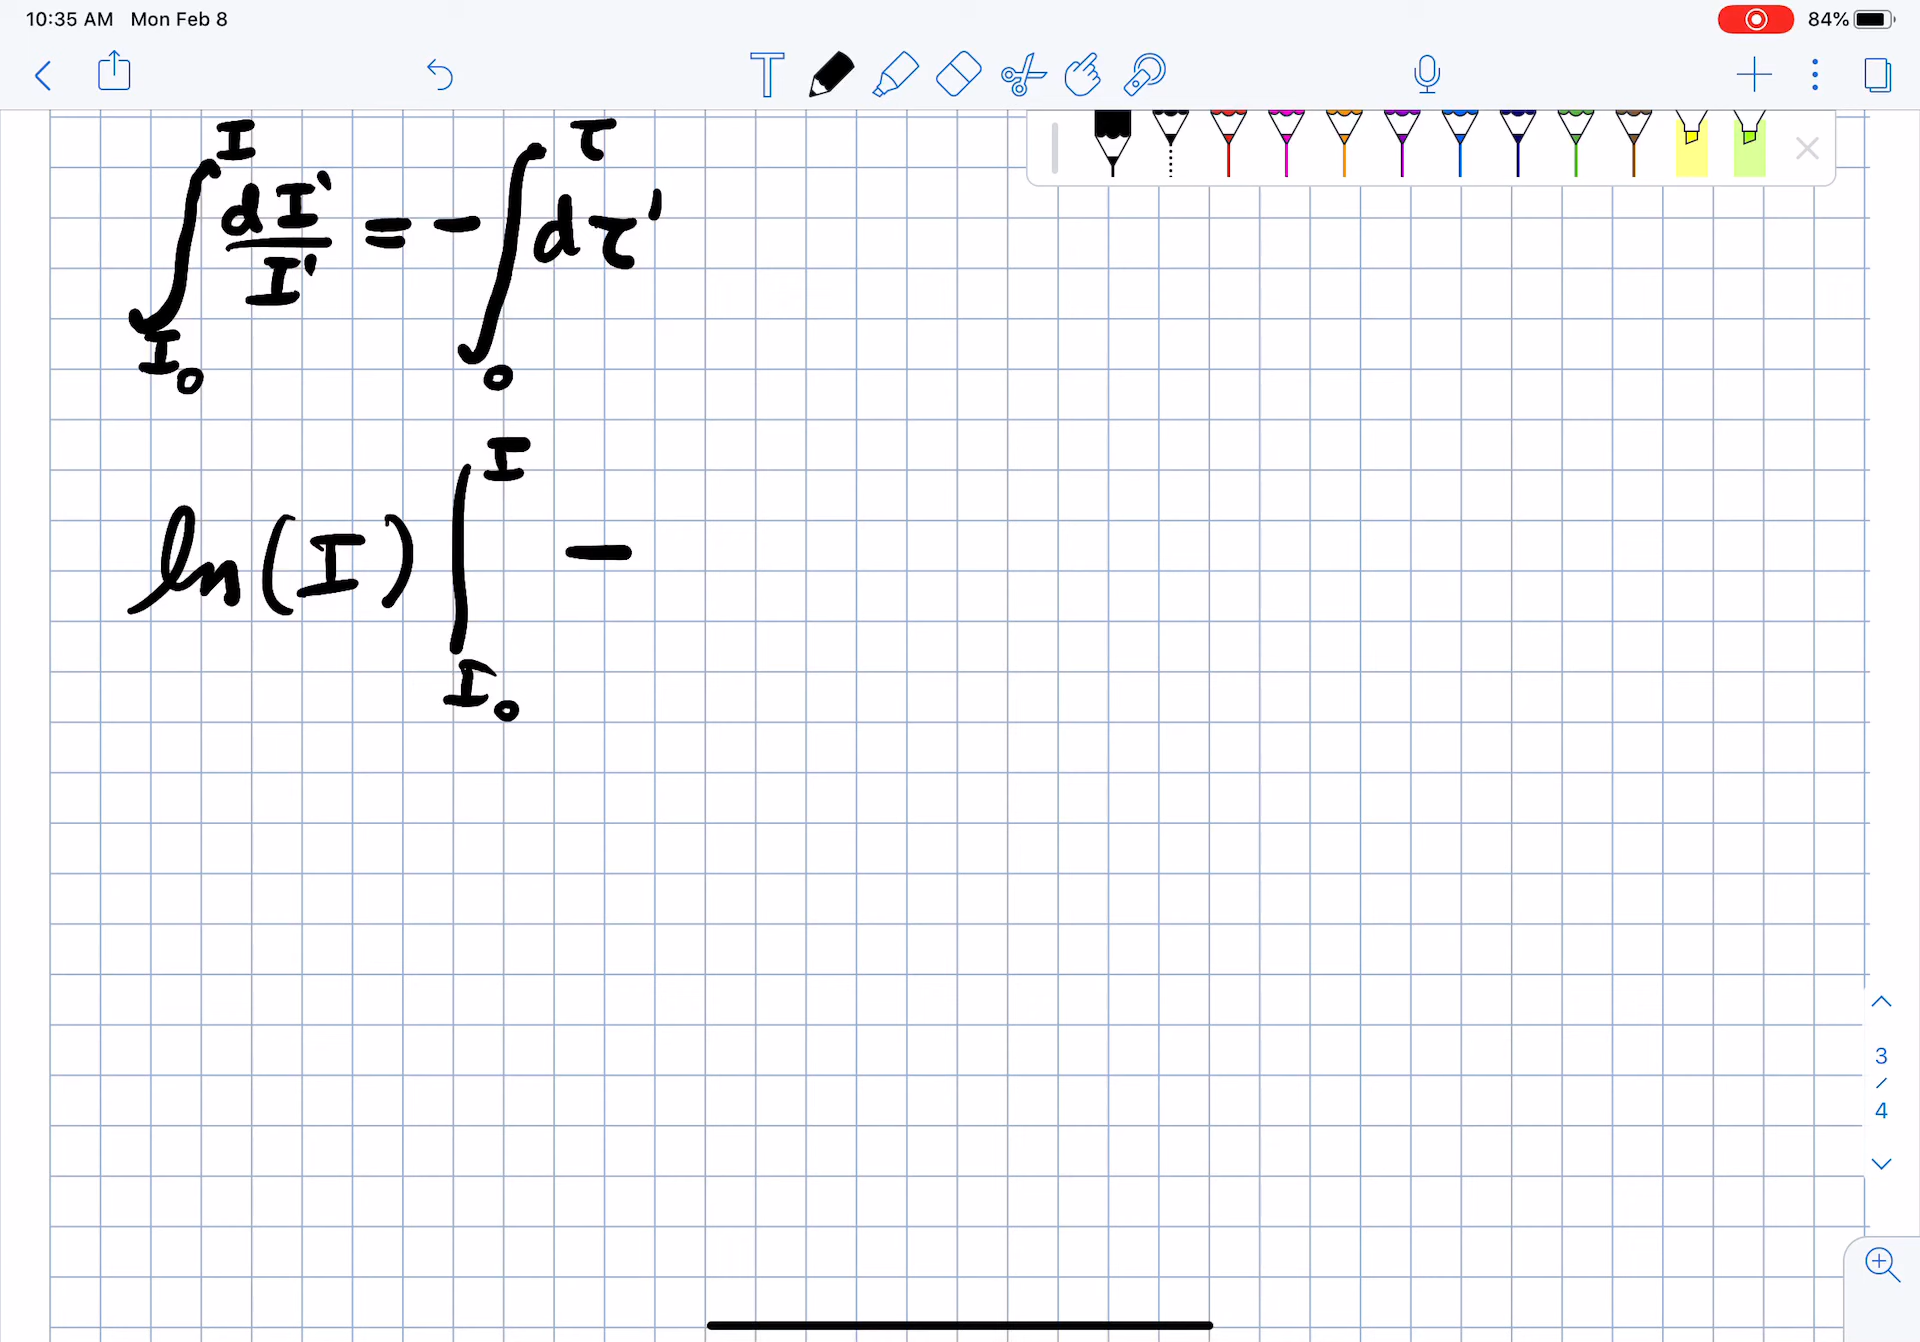 10:35 AM Mon Feb 8 84%
T
∫_{I₀}^{I} dI'/I' = - ∫_{0}^{τ} dτ'
ln(I) |_{I₀}^{I} −
3
/
4